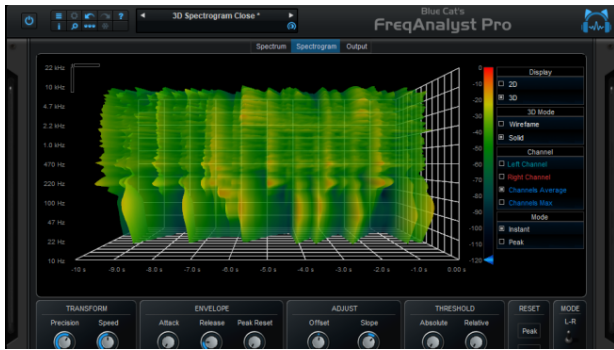 Blue Cat's
FreqAnalyst Pro
?
3D Spectrogram Close *
Spectrum Spectrogram Output
22 kHz
10 kHz
4.7 kHz
2.2 kHz
1.0 kHz
470 Hz
220 Hz
100 Hz
47 Hz
22 Hz
10 Hz
-10 s -9.0 s -8.0 s -7.0 s -6.0 s -5.0 s -4.0 s -3.0 s -2.0 s -1.0 s 0.00 s
0
-10
-20
-30
-40
-50
-60
-70
-80
-90
-100
-110
-120
Display
2D
3D
3D Mode
Wireframe
Solid
Channel
Left Channel
Right Channel
Channels Average
Channels Max
Mode
Instant
Peak
TRANSFORM
Precision Speed
ENVELOPE
Attack Release Peak Reset
ADJUST
Offset Slope
THRESHOLD
Absolute Relative
RESET
Peak
MODE
L-R